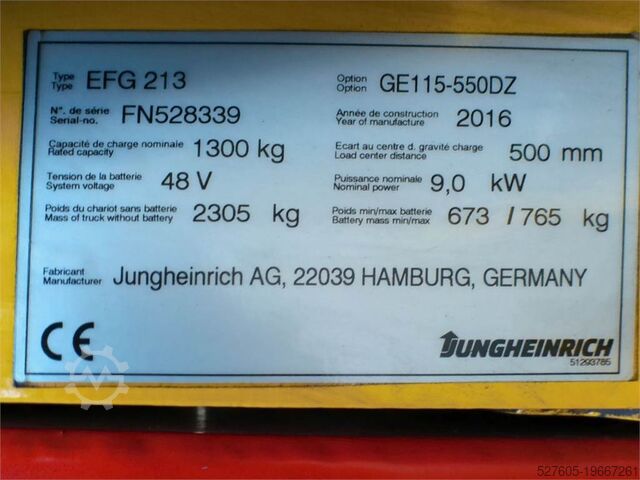 Type EFG 213 Option GE115-550DZ
Type Option
N°. de série FN528339 Année de construction 2016
Serial-no. Year of manufacture
Capacité de charge nominale 1300 kg Ecart au centre d. gravité charge 500 mm
Rated capacity Load center distance
Tension de la batterie 48 V Puissance nominale 9,0 kW
System voltage Nominal power
Poids du chariot sans batterie 2305 kg Poids min/max batterie 673 / 765 kg
Mass of truck without battery Battery mass min/max
Fabricant Jungheinrich AG, 22039 HAMBURG, GERMANY
Manufacturer
CE JUNGHEINRICH
51293785
527605-19667261